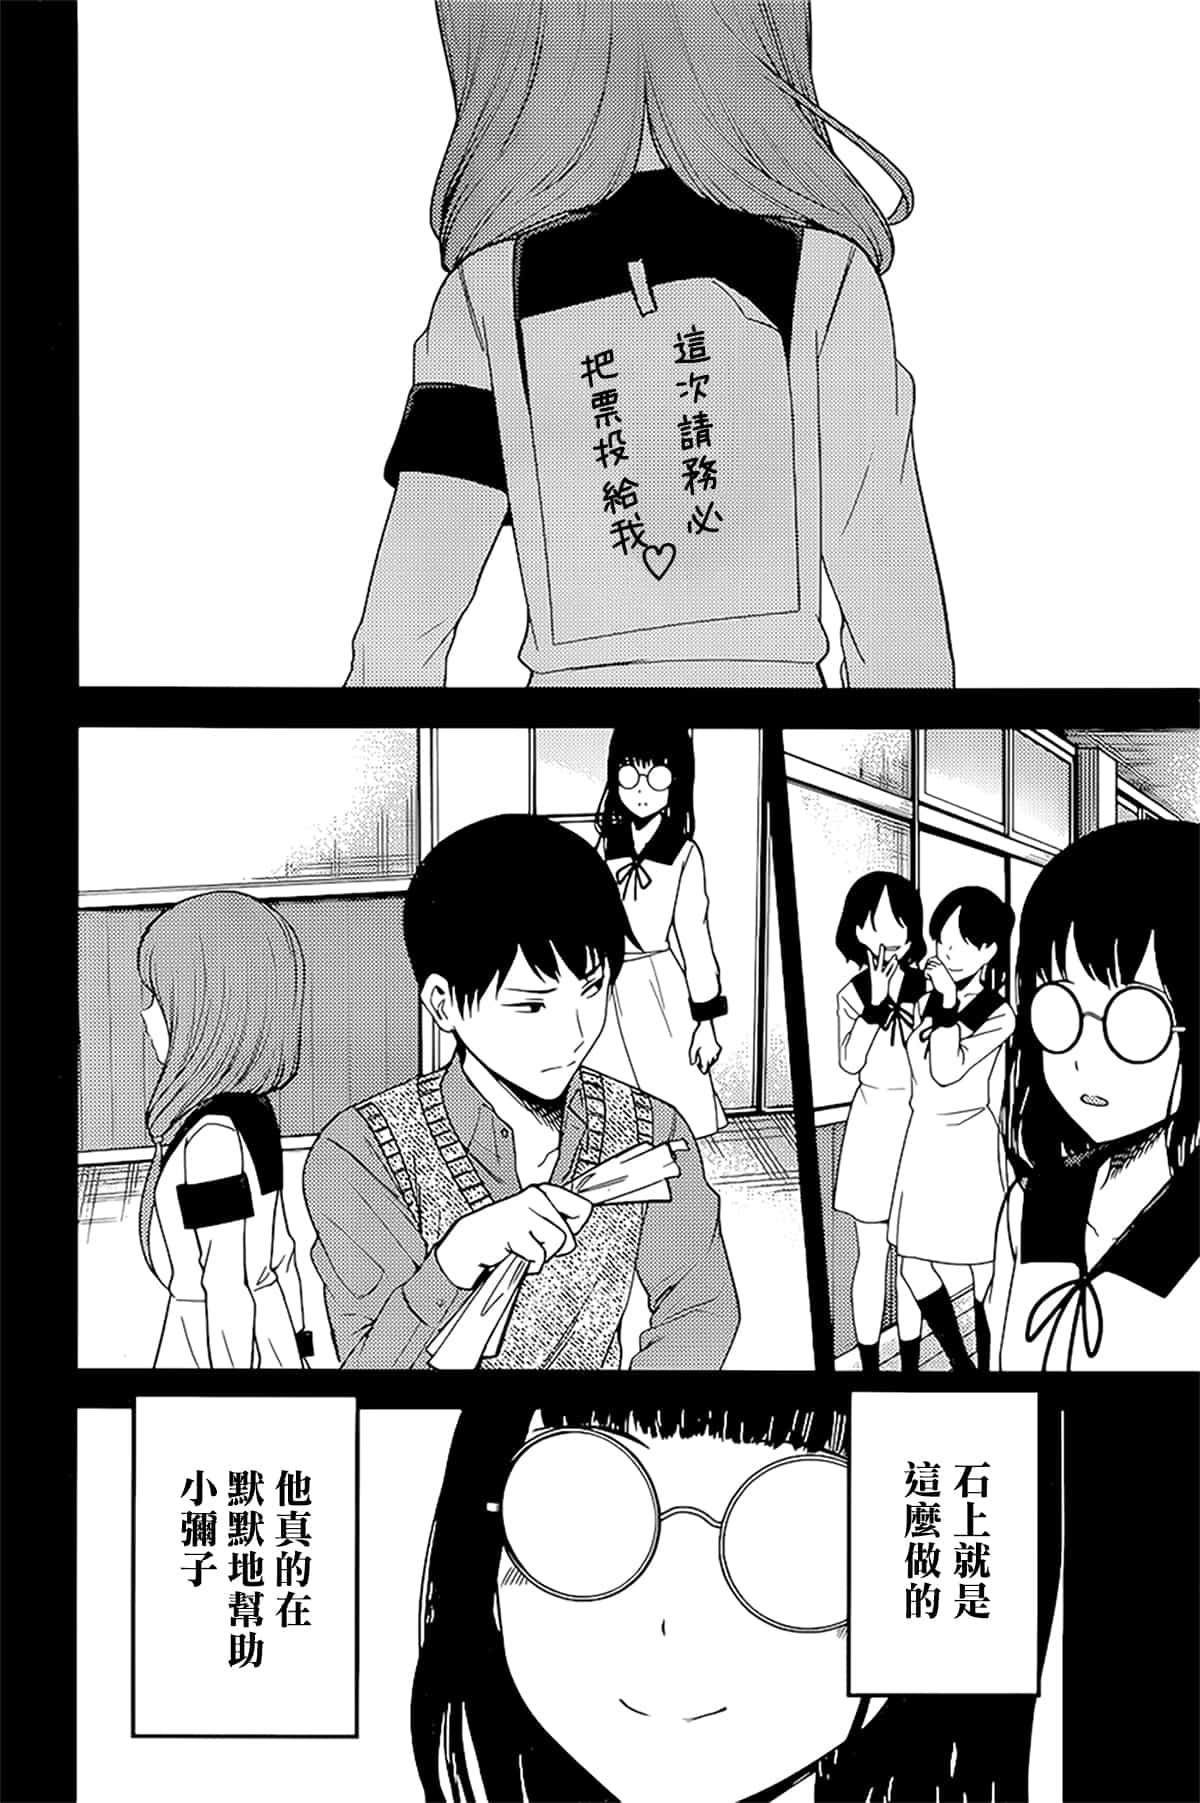 這次請務必
把票投給我♡
石上就是
這麼做的
他真的在
默默地幫助
小彌子